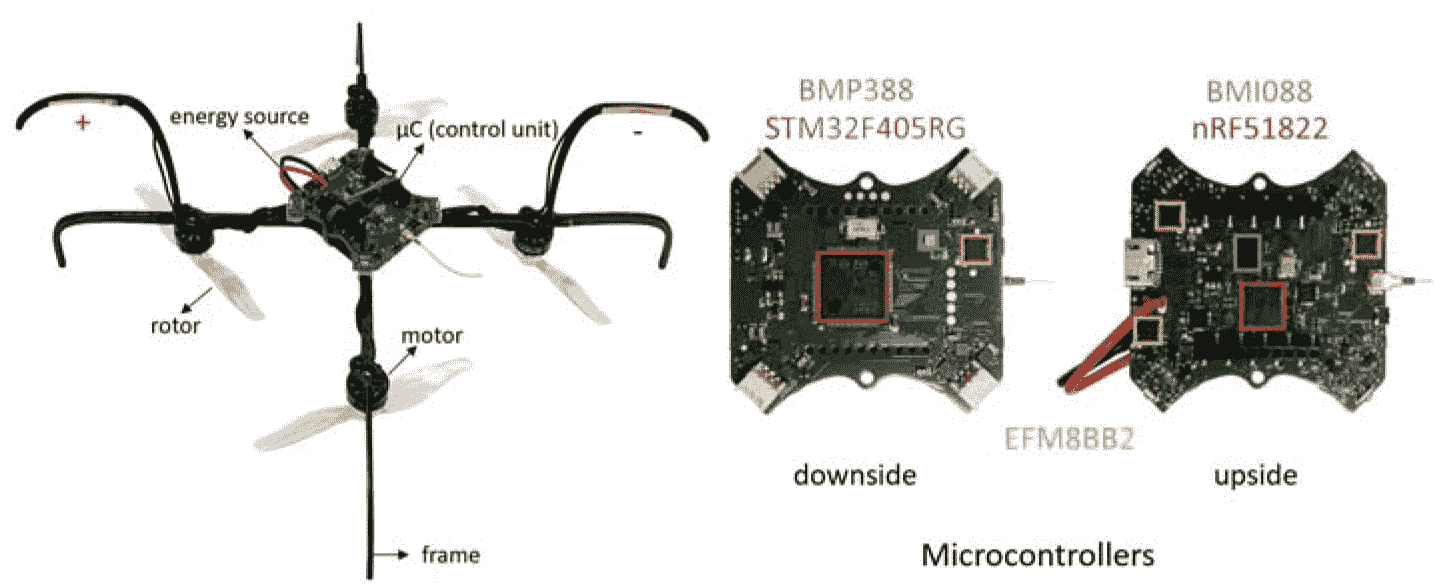 +
energy source
μC (control unit)
-
rotor
motor
frame
BMP388
STM32F405RG
BMI088
nRF51822
EFM8BB2
downside
upside
Microcontrollers